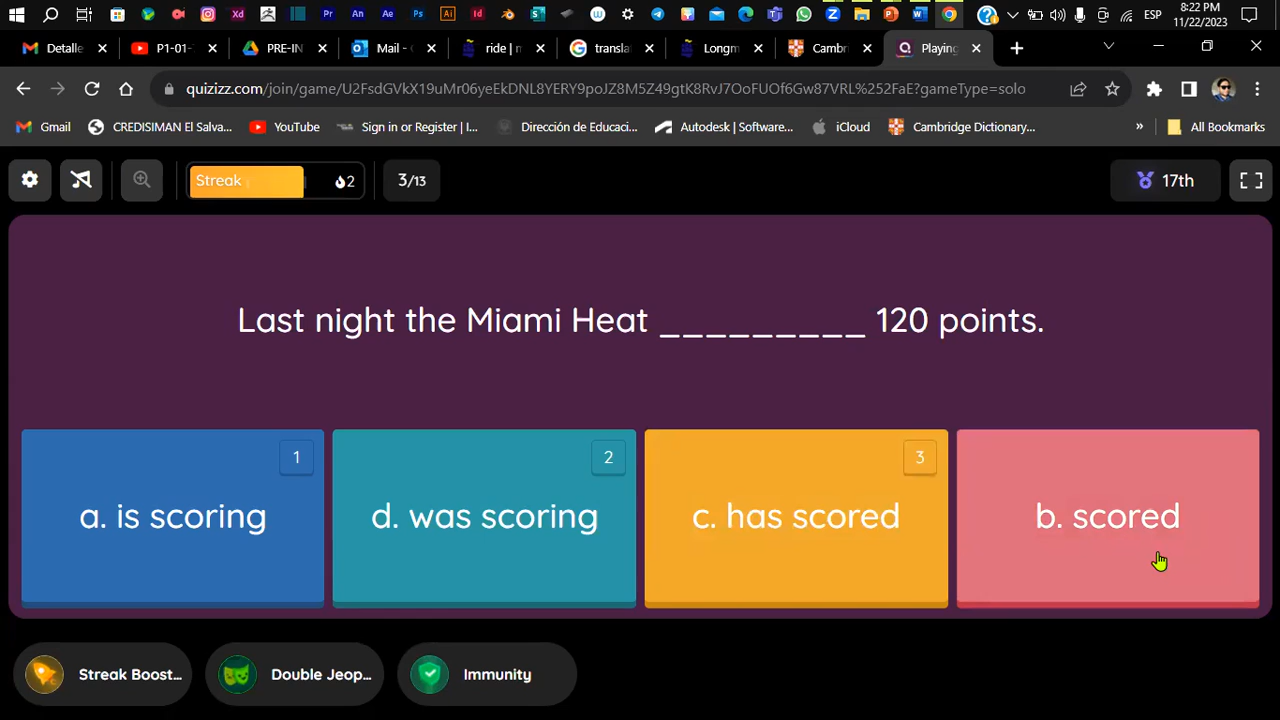 ESP
8:22 PM
11/22/2023
Detalle
P1-01-
PRE-IN
Mail - 
ride | m
transla
Longm
Cambri
Playing
quizizz.com/join/game/U2FsdGVkX19uMr06yeEkDNL8YERY9poJZ8M5Z49gtK8RvJ7OoFUOf6Gw87VRL%252FaE?gameType=solo
Gmail
CREDISIMAN El Salva...
YouTube
Sign in or Register | I...
Dirección de Educaci...
Autodesk | Software...
iCloud
Cambridge Dictionary...
»
All Bookmarks
Streak
2
3/13
17th
Last night the Miami Heat _________ 120 points.
1
a. is scoring
2
d. was scoring
3
c. has scored
b. scored
Streak Boost...
Double Jeop...
Immunity